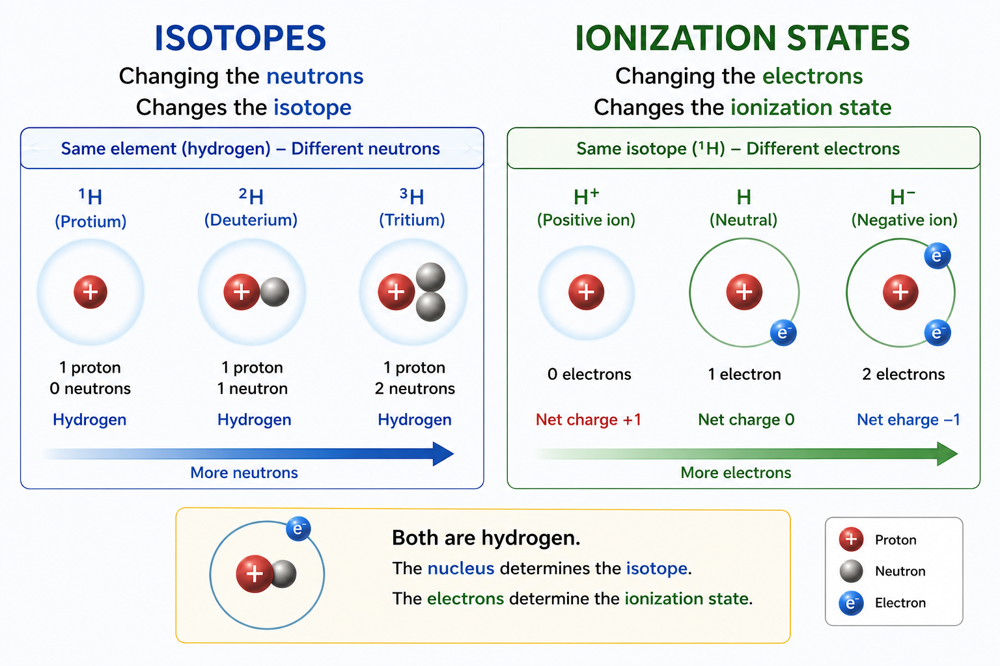 ISOTOPES
Changing the neutrons
Changes the isotope
Same element (hydrogen) – Different neutrons
¹H
(Protium)
²H
(Deuterium)
³H
(Tritium)
+
+
+
1 proton
0 neutrons
1 proton
1 neutron
1 proton
2 neutrons
Hydrogen
Hydrogen
Hydrogen
More neutrons
IONIZATION STATES
Changing the electrons
Changes the ionization state
Same isotope (¹H) – Different electrons
H⁺
(Positive ion)
H
(Neutral)
H⁻
(Negative ion)
+
+
e⁻
+
e⁻
e⁻
0 electrons
1 electron
2 electrons
Net charge +1
Net charge 0
Net eharge −1
More electrons
e⁻
+
Both are hydrogen.
The nucleus determines the isotope.
The electrons determine the ionization state.
+ Proton
Neutron
e⁻ Electron